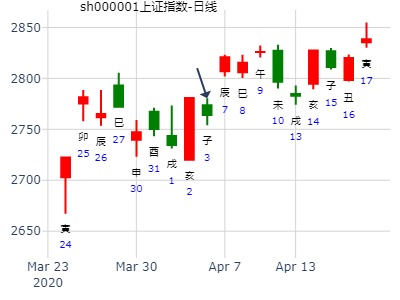 sh000001上证指数-日线
2850
2800
2750
2700
2650
寅
24
卯
25
辰
26
巳
27
申
30
酉
31
戌
1
亥
2
子
3
辰
7
巳
8
午
9
未
10
戌
13
亥
14
子
15
丑
16
寅
17
Mar 23
2020
Mar 30
Apr 7
Apr 13